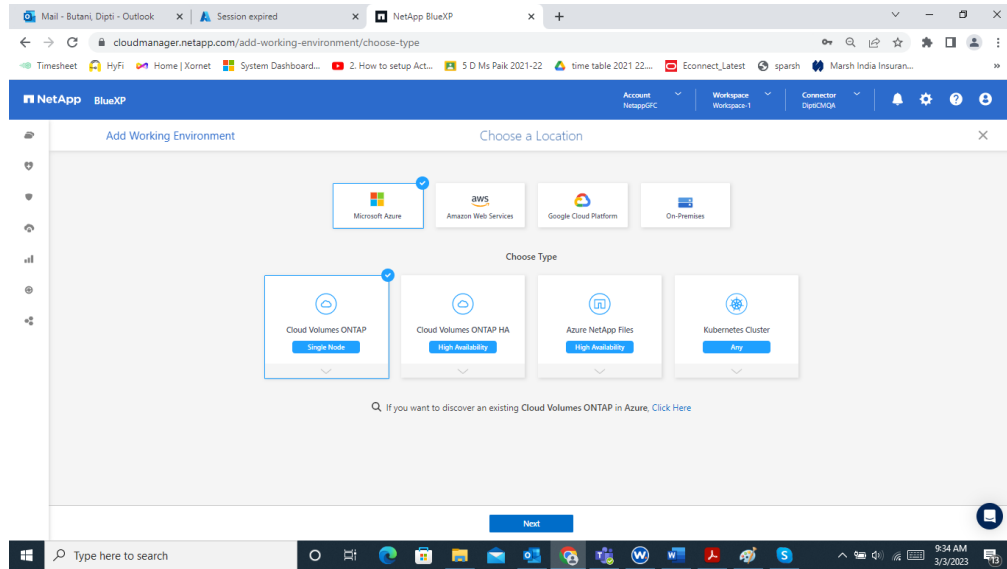 Mail - Butani, Dipti - Outlook
Session expired
NetApp BlueXP
cloudmanager.netapp.com/add-working-environment/choose-type
Timesheet
HyFi
Home | Xornet
System Dashboard...
2. How to setup Act...
5 D Ms Paik 2021-22
time table 2021 22....
Econnect_Latest
sparsh
Marsh India Insuran...
»
NetApp BlueXP
Account
NetappGFC
Workspace
Workspace-1
Connector
DiptiCMQA
Add Working Environment
Choose a Location
Microsoft Azure
aws
Amazon Web Services
Google Cloud Platform
On-Premises
Choose Type
Cloud Volumes ONTAP
Single Node
Cloud Volumes ONTAP HA
High Availability
Azure NetApp Files
High Availability
Kubernetes Cluster
Any
If you want to discover an existing Cloud Volumes ONTAP in Azure, Click Here
Next
Type here to search
9:34 AM
3/3/2023